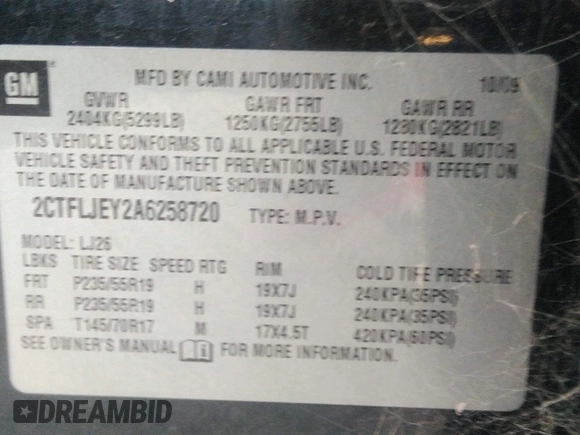 GM
MFD BY CAMI AUTOMOTIVE INC. 10/09
GVWR GAWR FRT GAWR RR
2404KG(5299LB) 1250KG(2755LB) 1280KG(2821LB)
THIS VEHICLE CONFORMS TO ALL APPLICABLE U.S. FEDERAL MOTOR
VEHICLE SAFETY AND THEFT PREVENTION STANDARDS IN EFFECT ON
THE DATE OF MANUFACTURE SHOWN ABOVE.
2CTFLJEY2A6258720 TYPE: M.P.V.
MODEL: LJ26
LBKS TIRE SIZE SPEED RTG RIM COLD TIRE PRESSURE
FRT P235/55R19 H 19X7J 240KPA(35PSI)
RR P235/55R19 H 19X7J 240KPA(35PSI)
SPA T145/70R17 M 17X4.5T 420KPA(60PSI)
SEE OWNER'S MANUAL FOR MORE INFORMATION.
DREAMBID